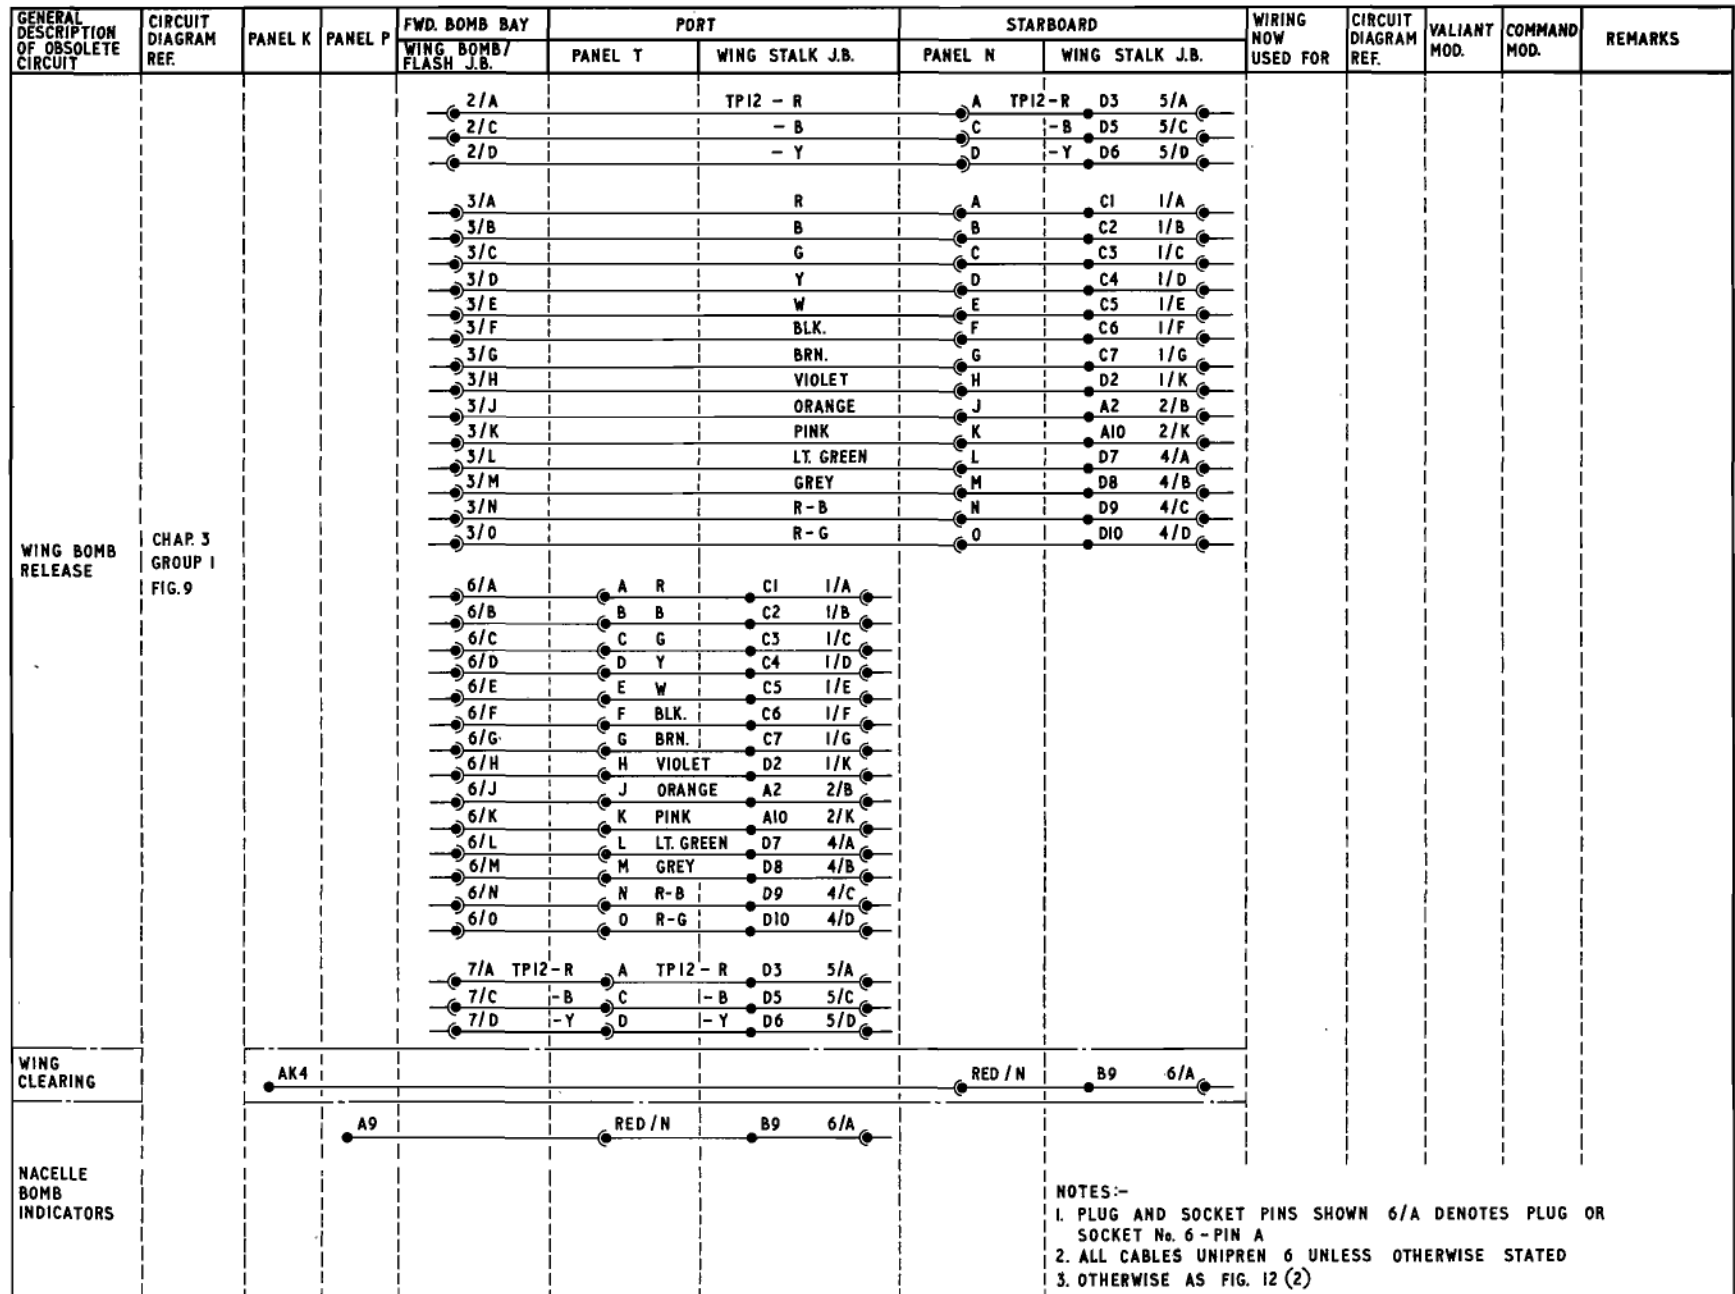 GENERAL DESCRIPTION OF OBSOLETE CIRCUIT
CIRCUIT DIAGRAM REF.
PANEL K
PANEL P
FWD. BOMB BAY
WING BOMB/ FLASH J.B.
PORT
PANEL T
WING STALK J.B.
STARBOARD
PANEL N
WING STALK J.B.
WIRING NOW USED FOR
CIRCUIT DIAGRAM REF.
VALIANT MOD.
COMMAND MOD.
REMARKS
2/A TP12 - R A TP12-R D3 5/A
2/C - B C -B D5 5/C
2/D - Y D -Y D6 5/D
3/A R A C1 1/A
3/B B B C2 1/B
3/C G C C3 1/C
3/D Y D C4 1/D
3/E W E C5 1/E
3/F BLK. F C6 1/F
3/G BRN. G C7 1/G
3/H VIOLET H D2 1/K
3/J ORANGE J A2 2/B
3/K PINK K A10 2/K
3/L LT. GREEN L D7 4/A
3/M GREY M D8 4/B
3/N R-B N D9 4/C
3/O R-G O D10 4/D
WING BOMB RELEASE
CHAP. 3
GROUP 1
FIG. 9
6/A A R C1 1/A
6/B B B C2 1/B
6/C C G C3 1/C
6/D D Y C4 1/D
6/E E W C5 1/E
6/F F BLK. C6 1/F
6/G G BRN. C7 1/G
6/H H VIOLET D2 1/K
6/J J ORANGE A2 2/B
6/K K PINK A10 2/K
6/L L LT. GREEN D7 4/A
6/M M GREY D8 4/B
6/N N R-B D9 4/C
6/O O R-G D10 4/D
7/A TP12-R A TP12-R D3 5/A
7/C -B C -B D5 5/C
7/D -Y D -Y D6 5/D
WING CLEARING
AK4 RED/N B9 6/A
A9 RED/N B9 6/A
NACELLE
BOMB
INDICATORS
NOTES:-
1. PLUG AND SOCKET PINS SHOWN 6/A DENOTES PLUG OR
SOCKET No. 6 - PIN A
2. ALL CABLES UNIPREN 6 UNLESS OTHERWISE STATED
3. OTHERWISE AS FIG. 12 (2)